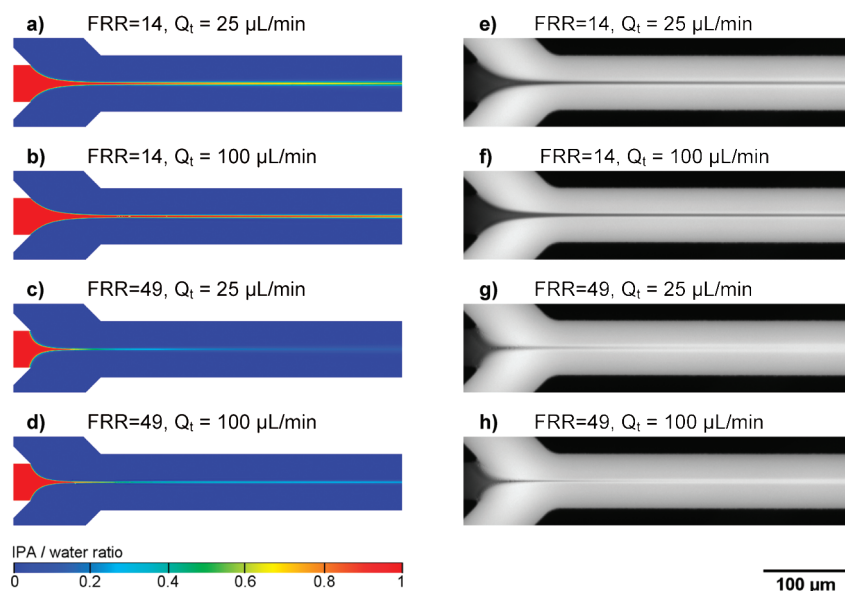 a) FRR=14, Qt = 25 µL/min
e) FRR=14, Qt = 25 µL/min
b) FRR=14, Qt = 100 µL/min
f) FRR=14, Qt = 100 µL/min
c) FRR=49, Qt = 25 µL/min
g) FRR=49, Qt = 25 µL/min
d) FRR=49, Qt = 100 µL/min
h) FRR=49, Qt = 100 µL/min
IPA / water ratio
0 0.2 0.4 0.6 0.8 1
100 µm